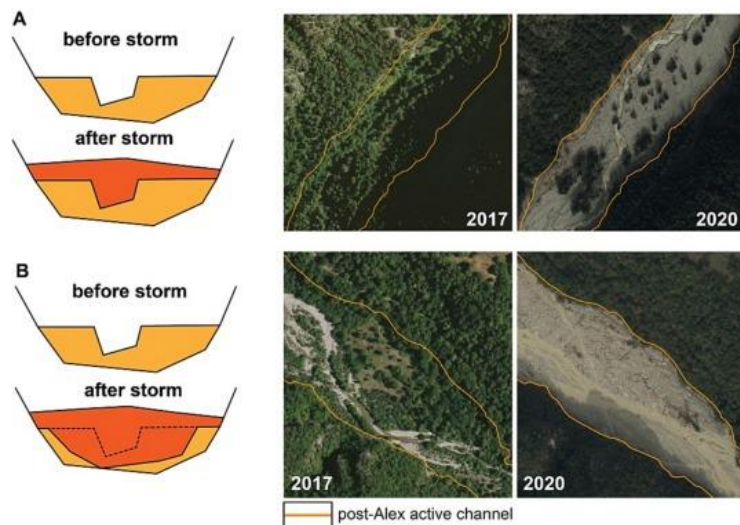 A
before storm
after storm
2017
2020
B
before storm
after storm
2017
2020
post-Alex active channel